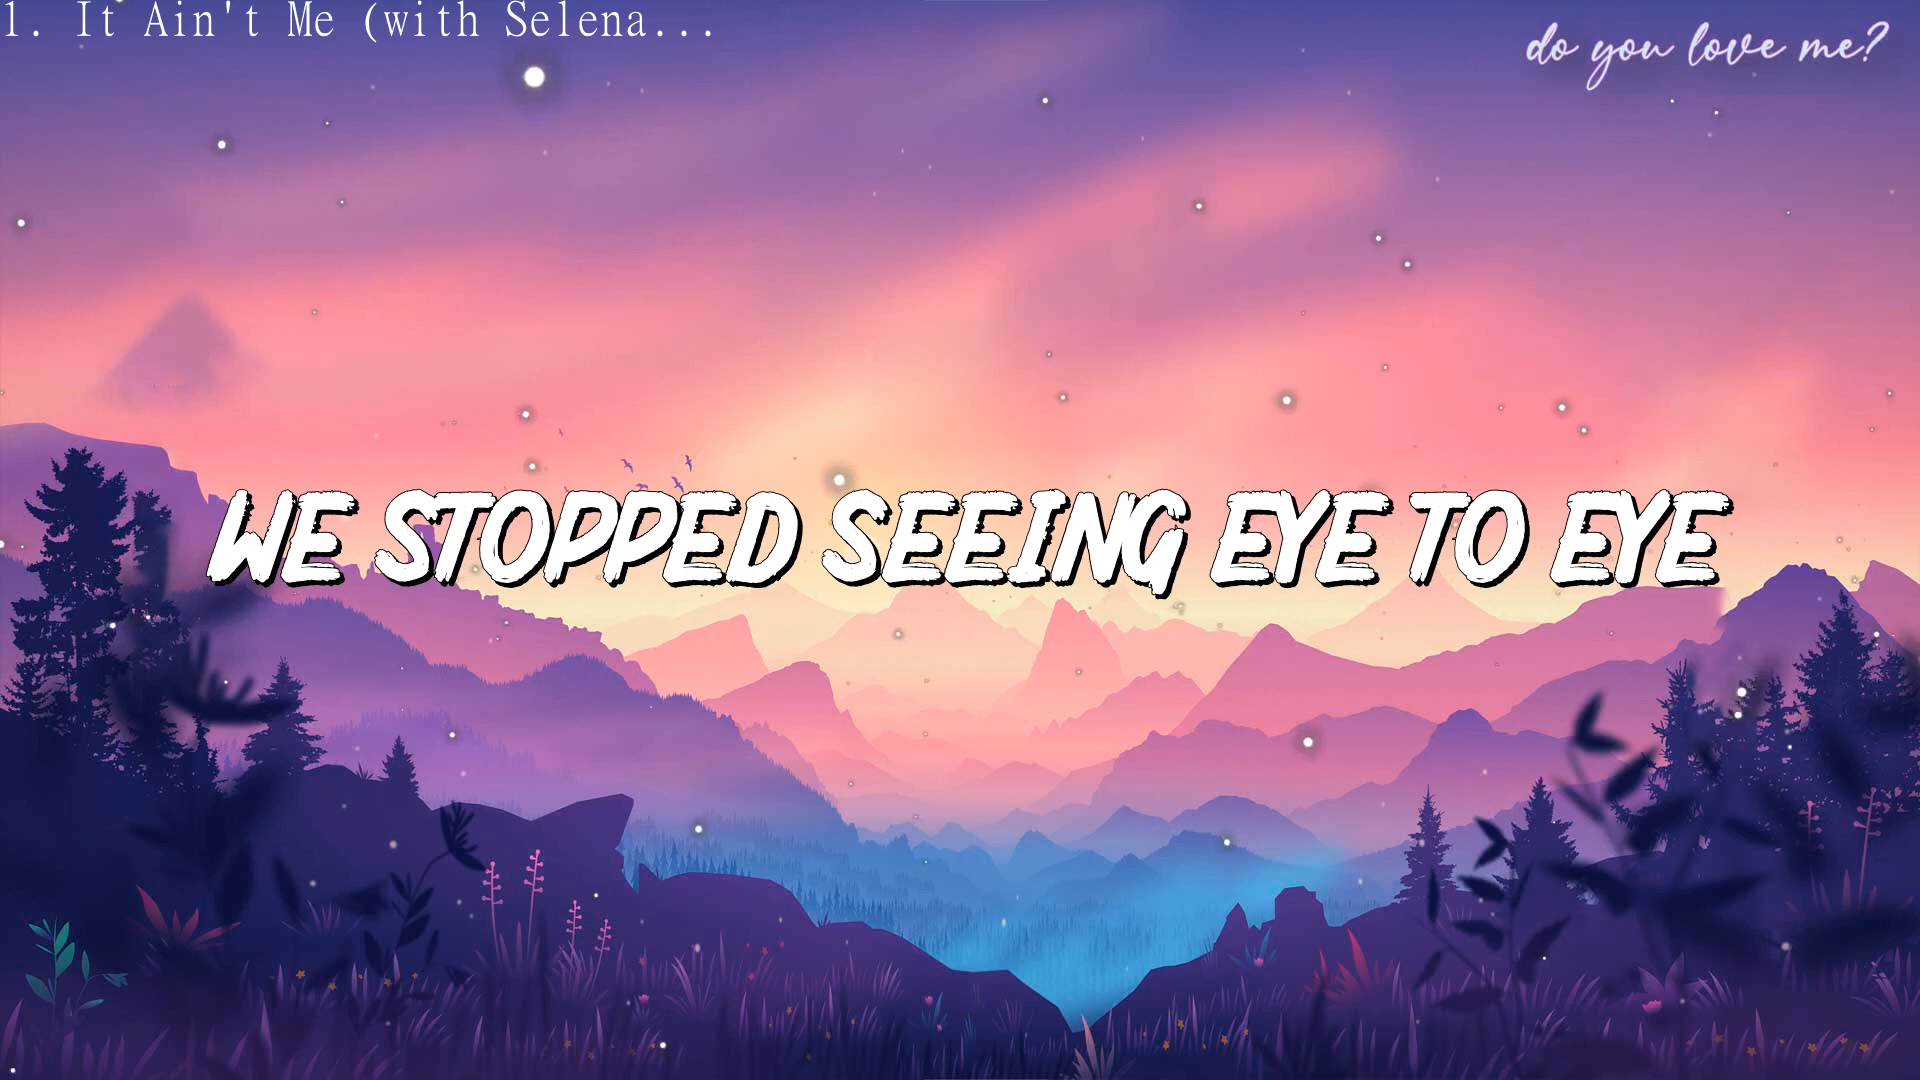 1. It Ain't Me (with Selena...
do you love me?
WE STOPPED SEEING EYE TO EYE